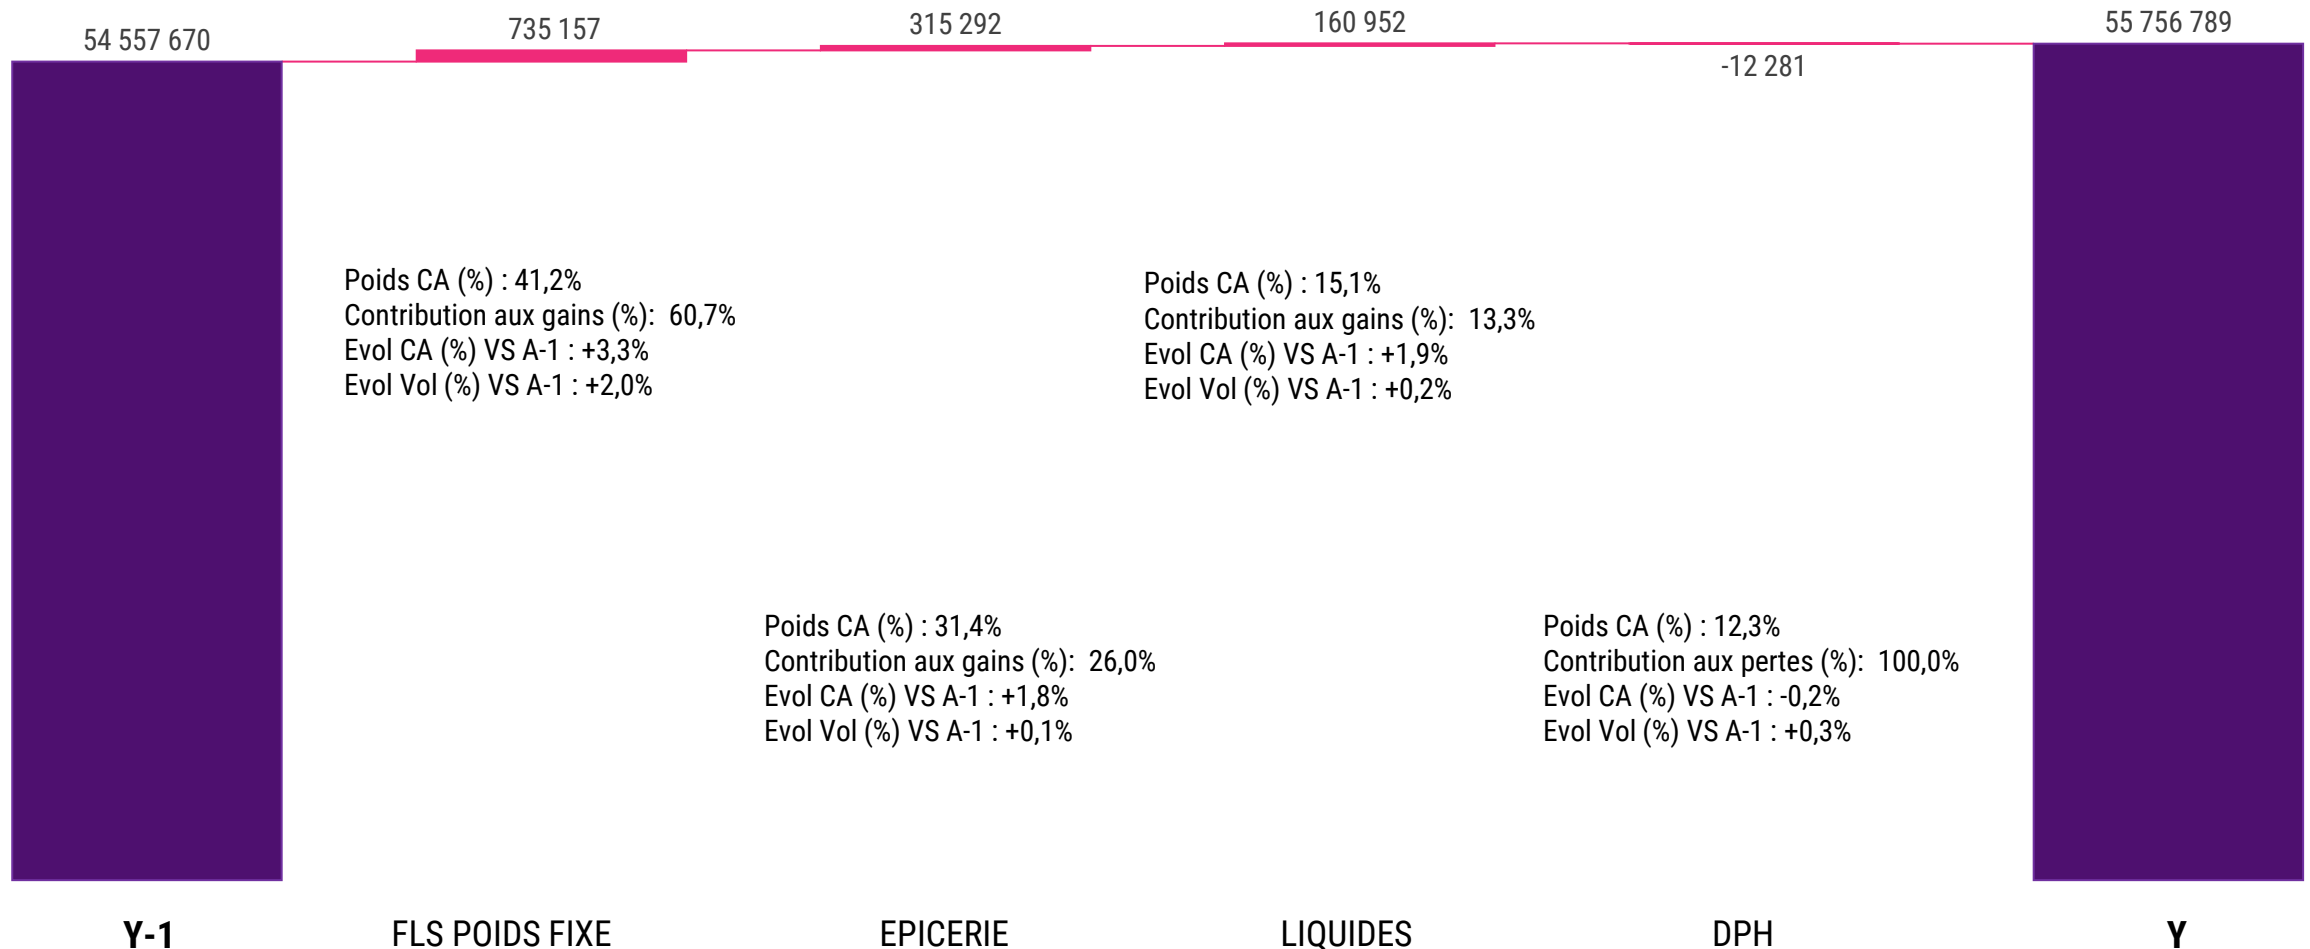 54 557 670
735 157
315 292
160 952
-12 281
55 756 789
Poids CA (%) : 41,2%
Contribution aux gains (%): 60,7%
Evol CA (%) VS A-1 : +3,3%
Evol Vol (%) VS A-1 : +2,0%
Poids CA (%) : 15,1%
Contribution aux gains (%): 13,3%
Evol CA (%) VS A-1 : +1,9%
Evol Vol (%) VS A-1 : +0,2%
Poids CA (%) : 31,4%
Contribution aux gains (%): 26,0%
Evol CA (%) VS A-1 : +1,8%
Evol Vol (%) VS A-1 : +0,1%
Poids CA (%) : 12,3%
Contribution aux pertes (%): 100,0%
Evol CA (%) VS A-1 : -0,2%
Evol Vol (%) VS A-1 : +0,3%
Y-1
FLS POIDS FIXE
EPICERIE
LIQUIDES
DPH
Y